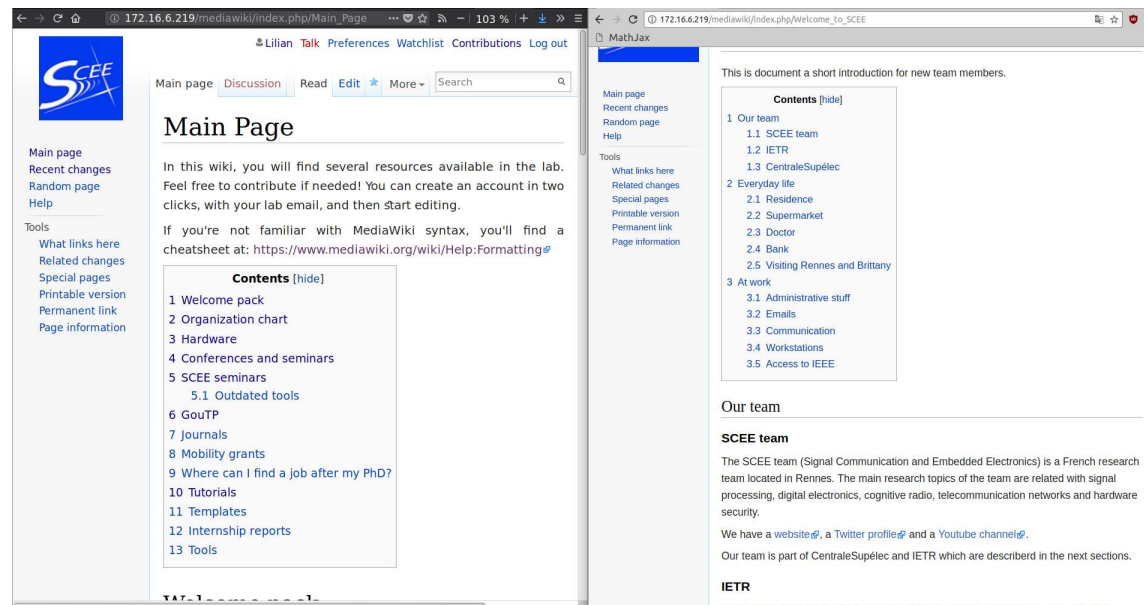 172.16.6.219/mediawiki/index.php/Main_Page
103 %
SCEE
Lilian Talk Preferences Watchlist Contributions Log out
Main page Discussion Read Edit More Search
Main Page
Main page
Recent changes
Random page
Help
Tools
What links here
Related changes
Special pages
Printable version
Permanent link
Page information
In this wiki, you will find several resources available in the lab.
Feel free to contribute if needed! You can create an account in two
clicks, with your lab email, and then start editing.
If you're not familiar with MediaWiki syntax, you'll find a
cheatsheet at: https://www.mediawiki.org/wiki/Help:Formatting
Contents [hide]
1 Welcome pack
2 Organization chart
3 Hardware
4 Conferences and seminars
5 SCEE seminars
5.1 Outdated tools
6 GouTP
7 Journals
8 Mobility grants
9 Where can I find a job after my PhD?
10 Tutorials
11 Templates
12 Internship reports
13 Tools
Welcome pack
172.16.6.219/mediawiki/index.php/Welcome_to_SCEE
MathJax
Main page
Recent changes
Random page
Help
Tools
What links here
Related changes
Special pages
Printable version
Permanent link
Page information
This is document a short introduction for new team members.
Contents [hide]
1 Our team
1.1 SCEE team
1.2 IETR
1.3 CentraleSupélec
2 Everyday life
2.1 Residence
2.2 Supermarket
2.3 Doctor
2.4 Bank
2.5 Visiting Rennes and Brittany
3 At work
3.1 Administrative stuff
3.2 Emails
3.3 Communication
3.4 Workstations
3.5 Access to IEEE
Our team
SCEE team
The SCEE team (Signal Communication and Embedded Electronics) is a French research
team located in Rennes. The main research topics of the team are related with signal
processing, digital electronics, cognitive radio, telecommunication networks and hardware
security.
We have a website, a Twitter profile and a Youtube channel.
Our team is part of CentraleSupélec and IETR which are describerd in the next sections.
IETR